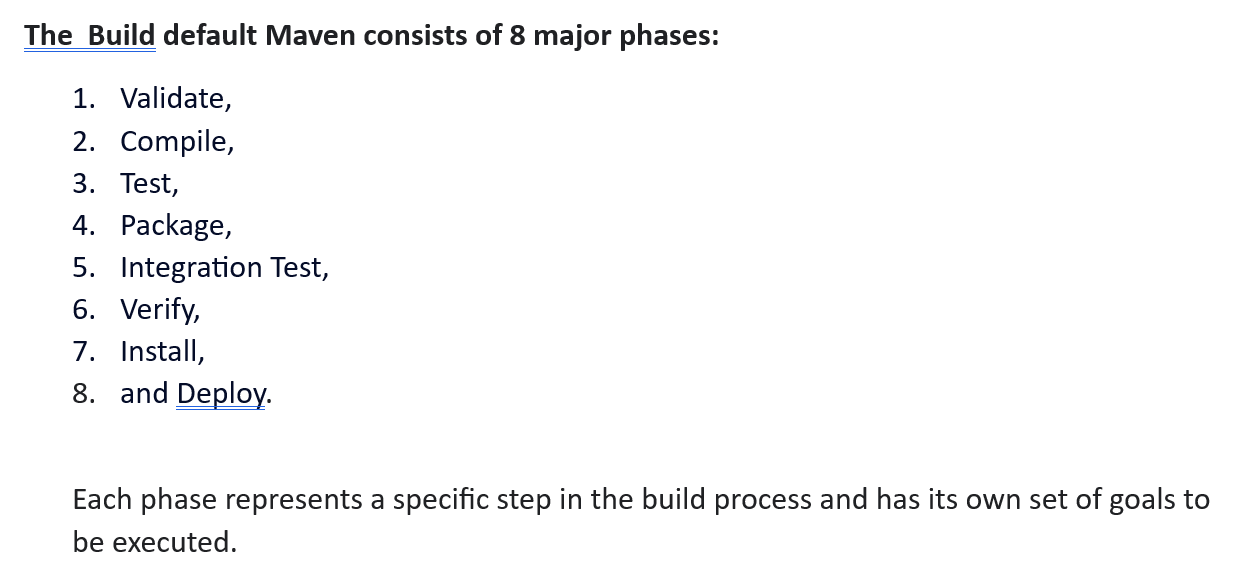 The  Build default Maven consists of 8 major phases:
1. Validate,
2. Compile,
3. Test,
4. Package,
5. Integration Test,
6. Verify,
7. Install,
8. and Deploy.
Each phase represents a specific step in the build process and has its own set of goals to
be executed.